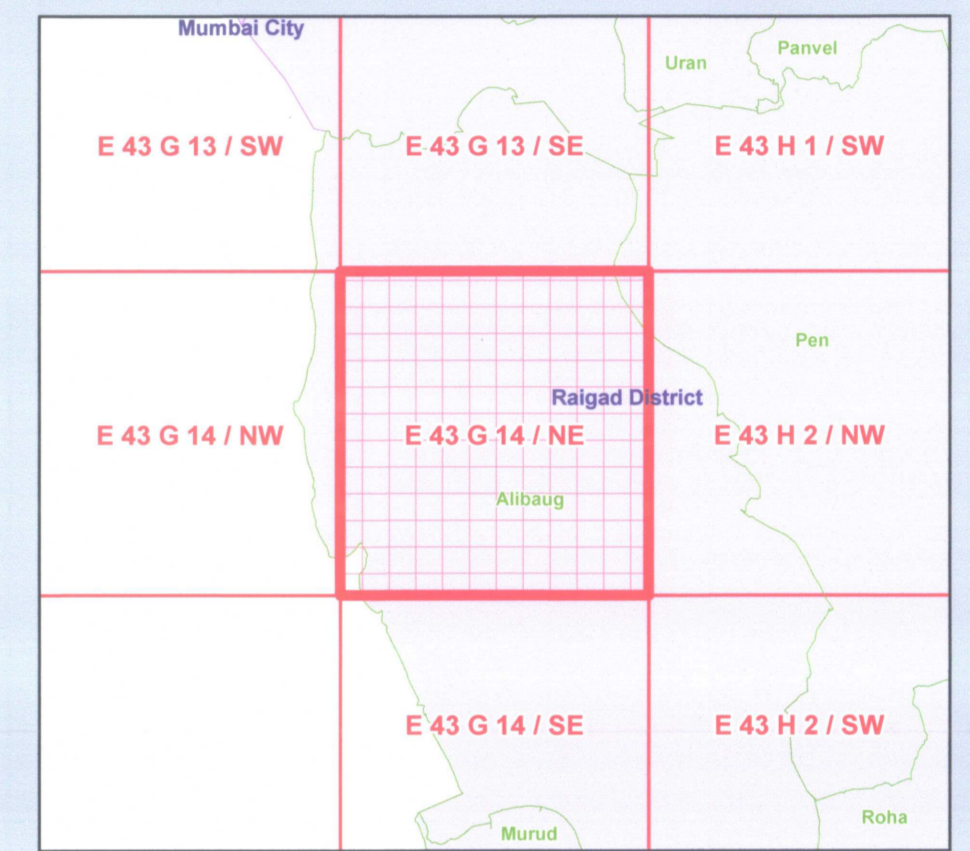 Mumbai City
Uran
Panvel
E 43 G 13 / SW
E 43 G 13 / SE
E 43 H 1 / SW
Pen
Raigad District
E 43 G 14 / NW
E 43 G 14 / NE
E 43 H 2 / NW
Alibaug
E 43 G 14 / SE
E 43 H 2 / SW
Roha
Murud